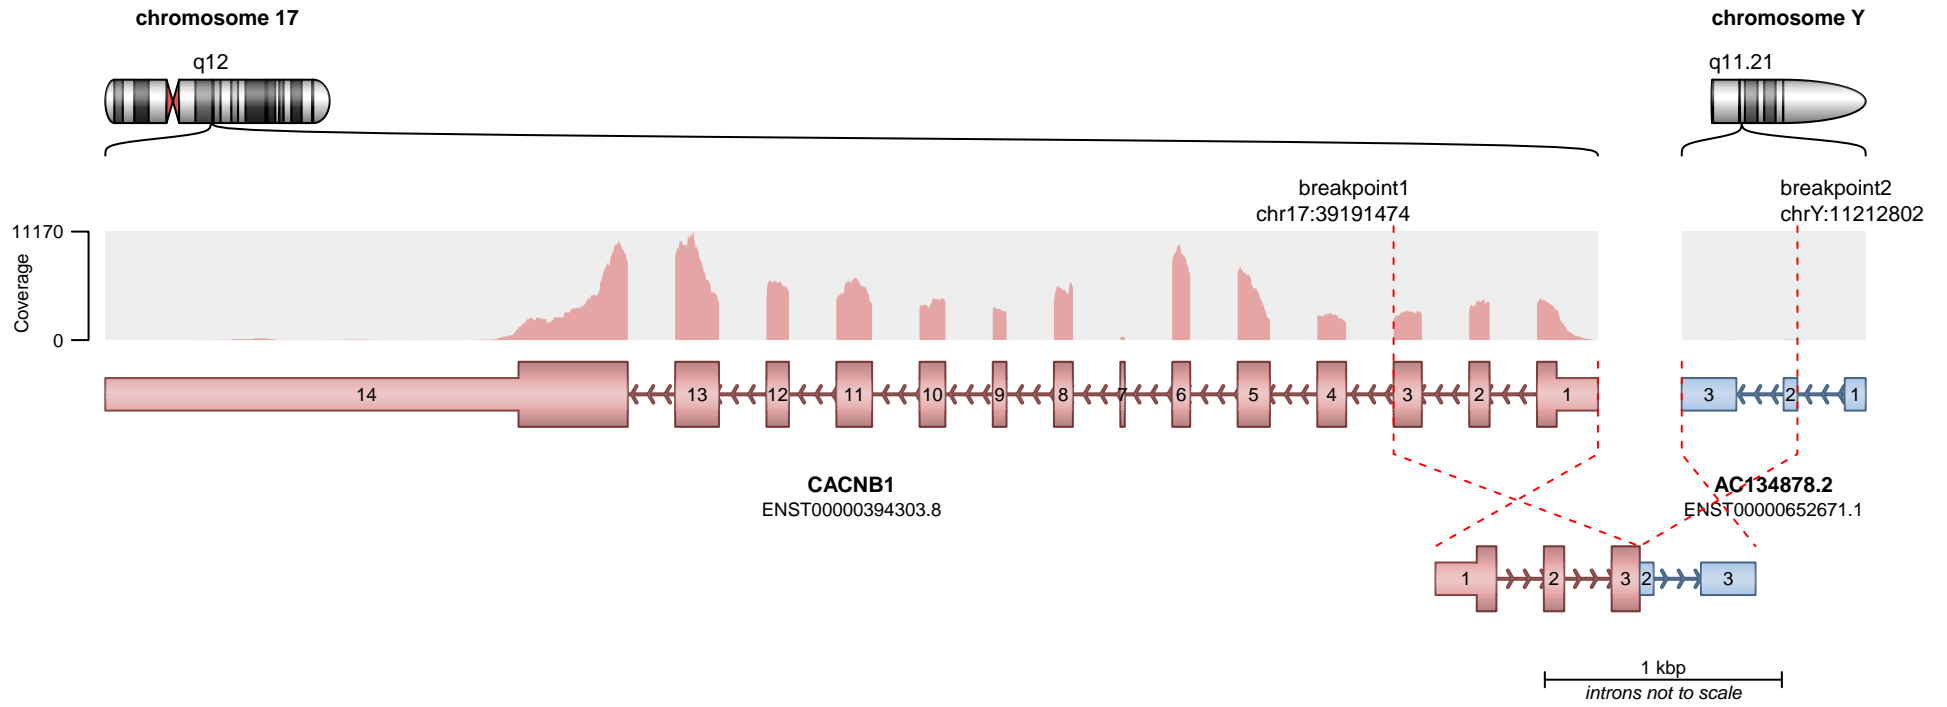 chromosome 17
chromosome Y
q12
q11.21
breakpoint1
chr17:39191474
breakpoint2
chrY:11212802
11170
Coverage
0
14
13
12
11
10
9
8
7
6
5
4
3
2
1
3
2
1
CACNB1
ENST00000394303.8
AC134878.2
ENST00000652671.1
1
2
3
2
3
1 kbp
introns not to scale